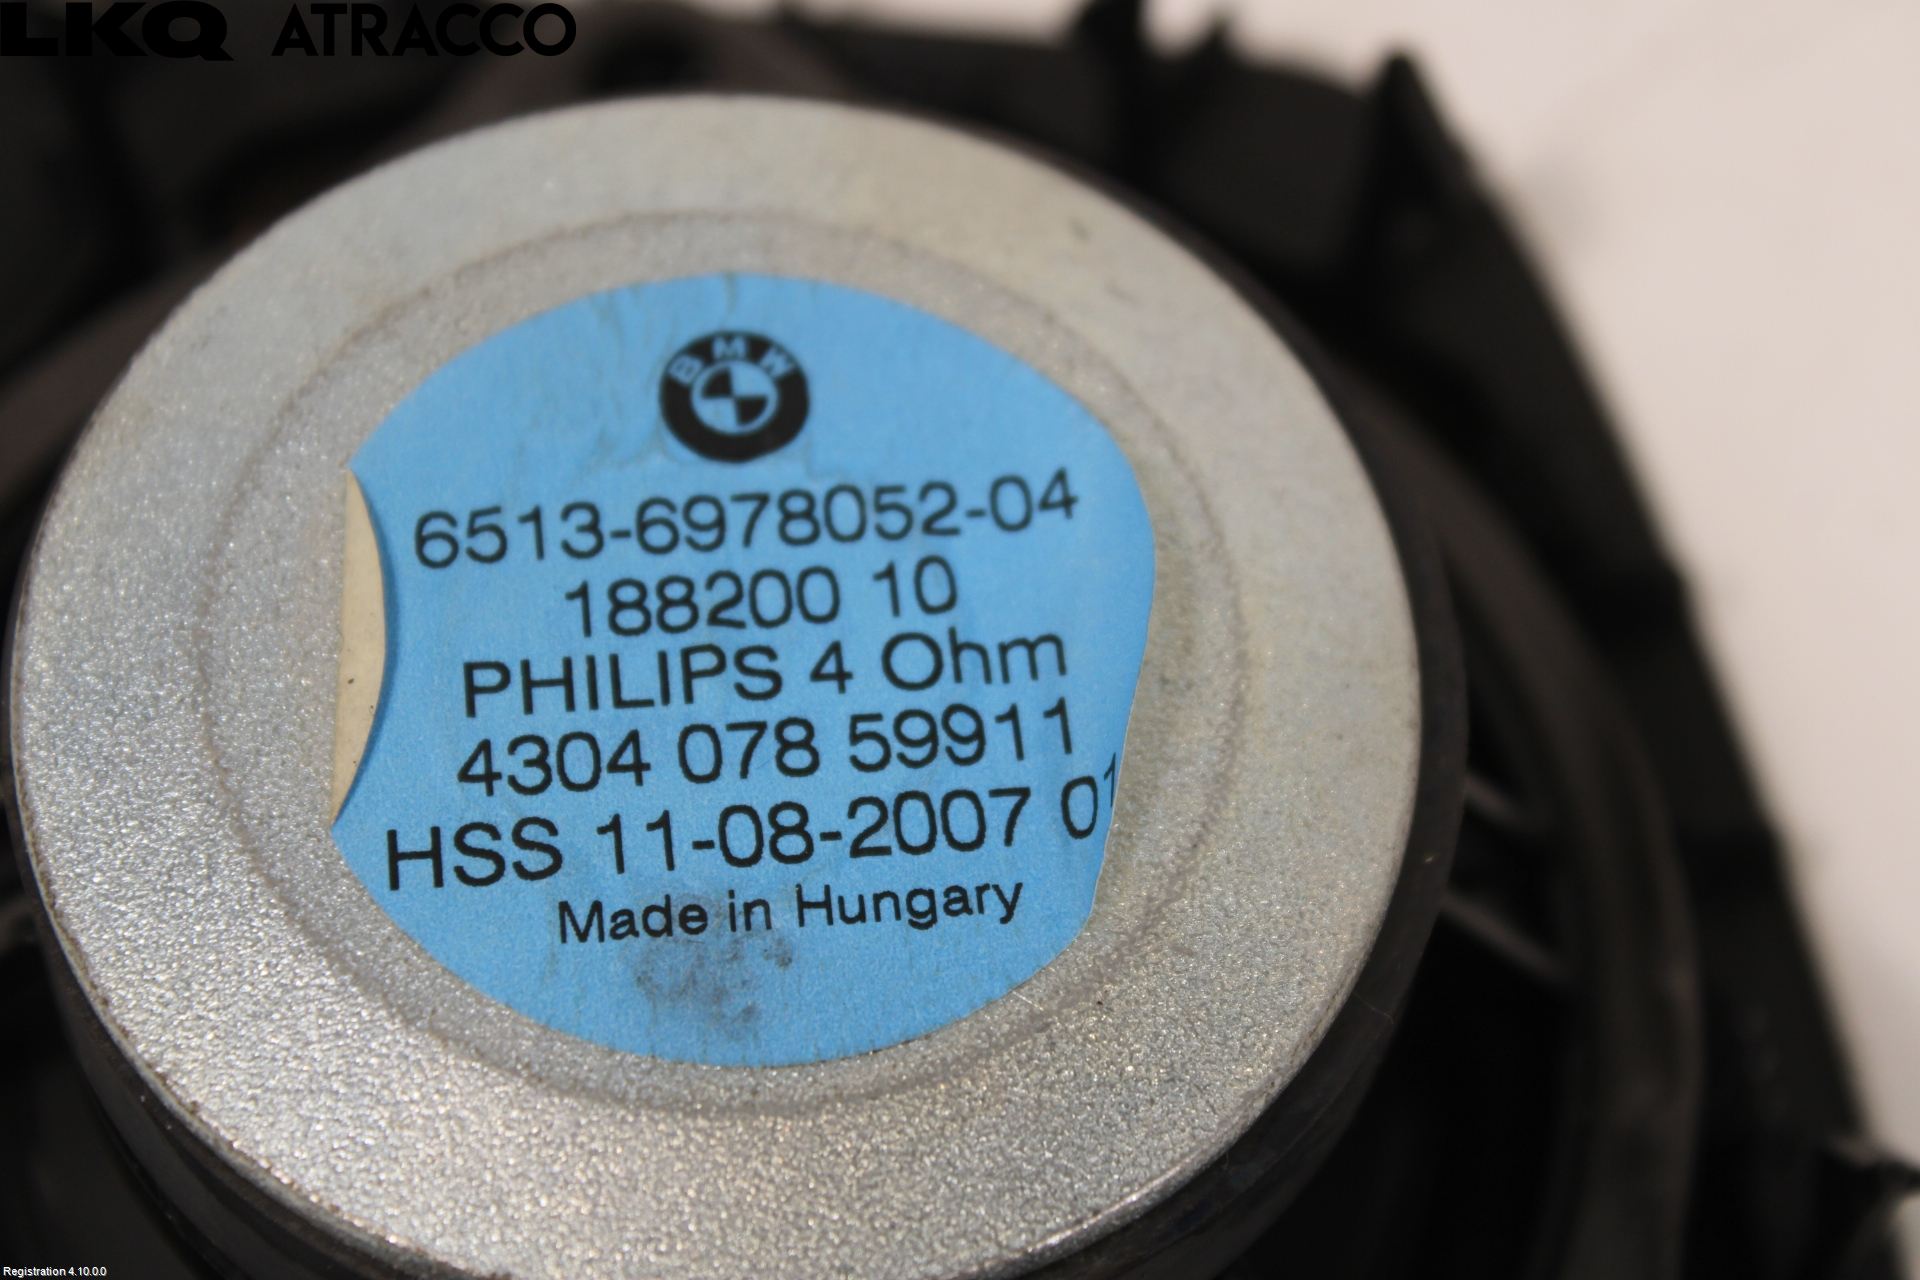 LKQ ATRACCO
BMW
6513-6978052-04
188200 10
PHILIPS 4 Ohm
4304 078 59911
HSS 11-08-2007 01
Made in Hungary
Registration 4.10.0.0